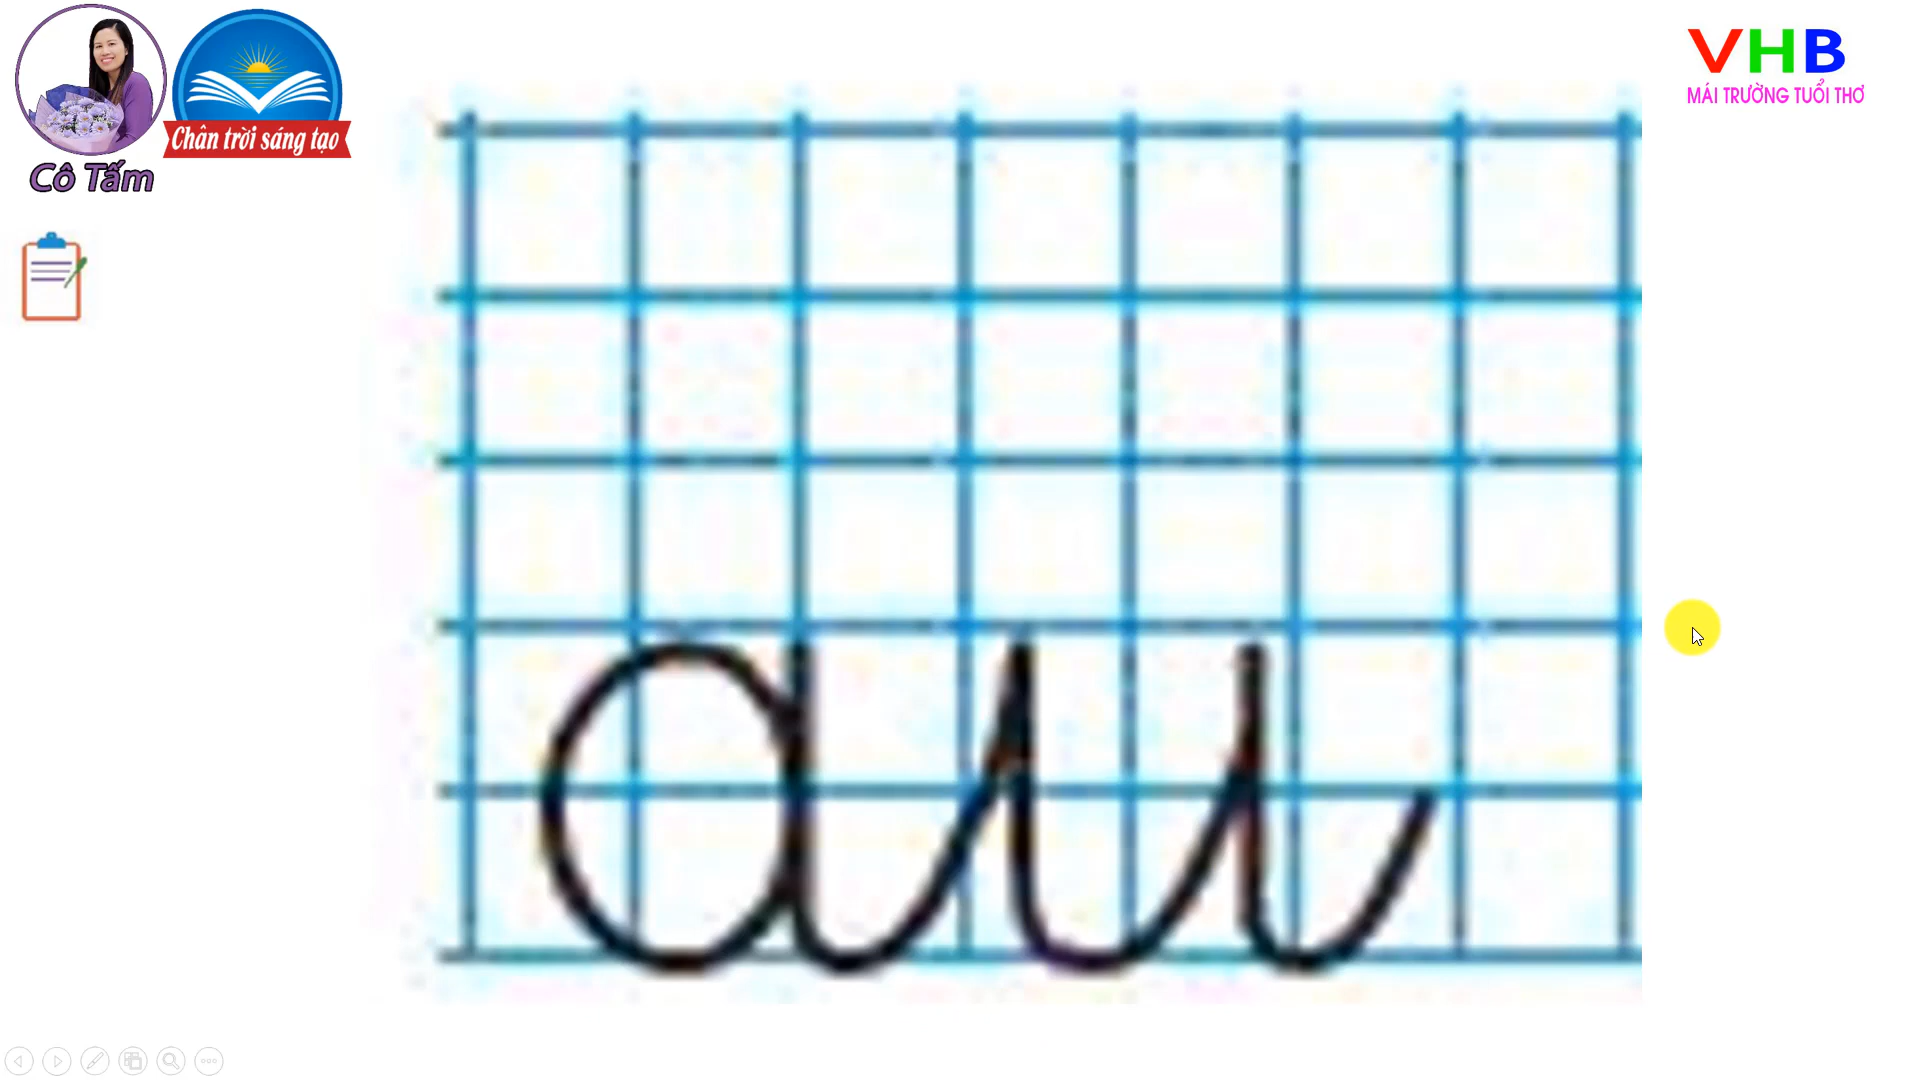 Chân trời sáng tạo
Cô Tấm
VHB
MÁI TRƯỜNG TUỔI THƠ
au